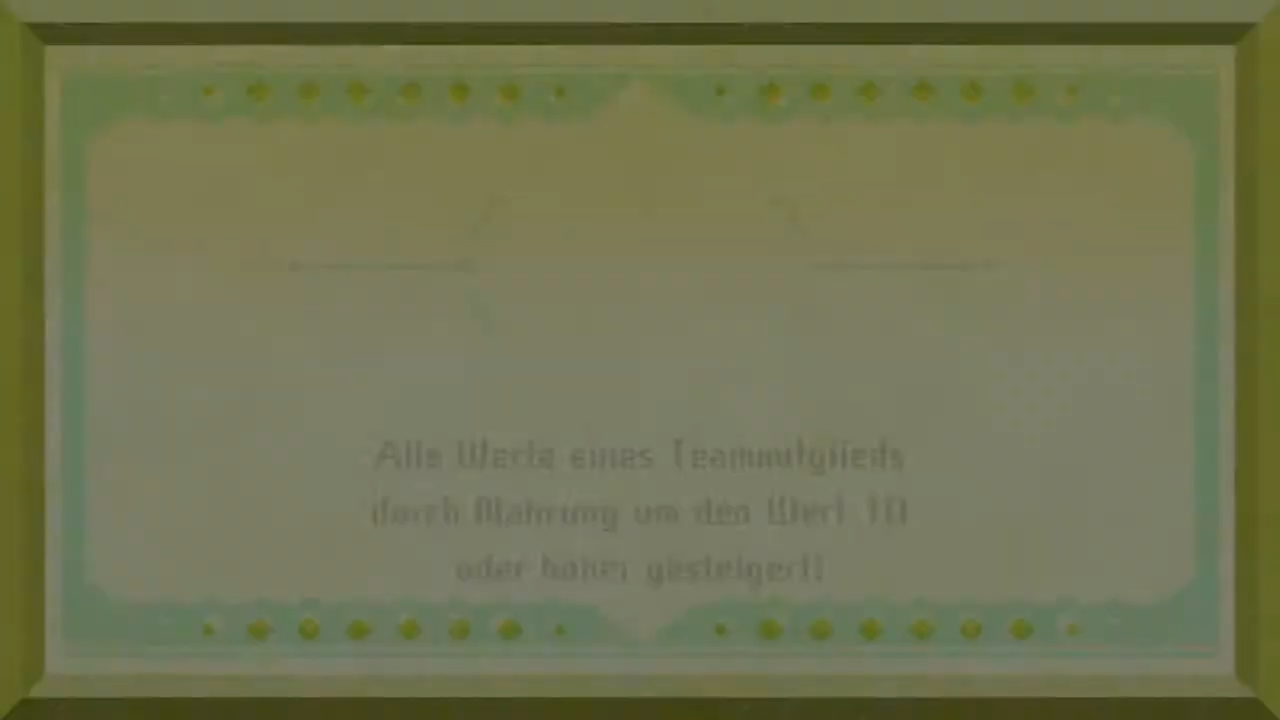 Alle Werte eines Teammitglieds
durch Nahrung um den Wert 10
oder höher gesteigert!